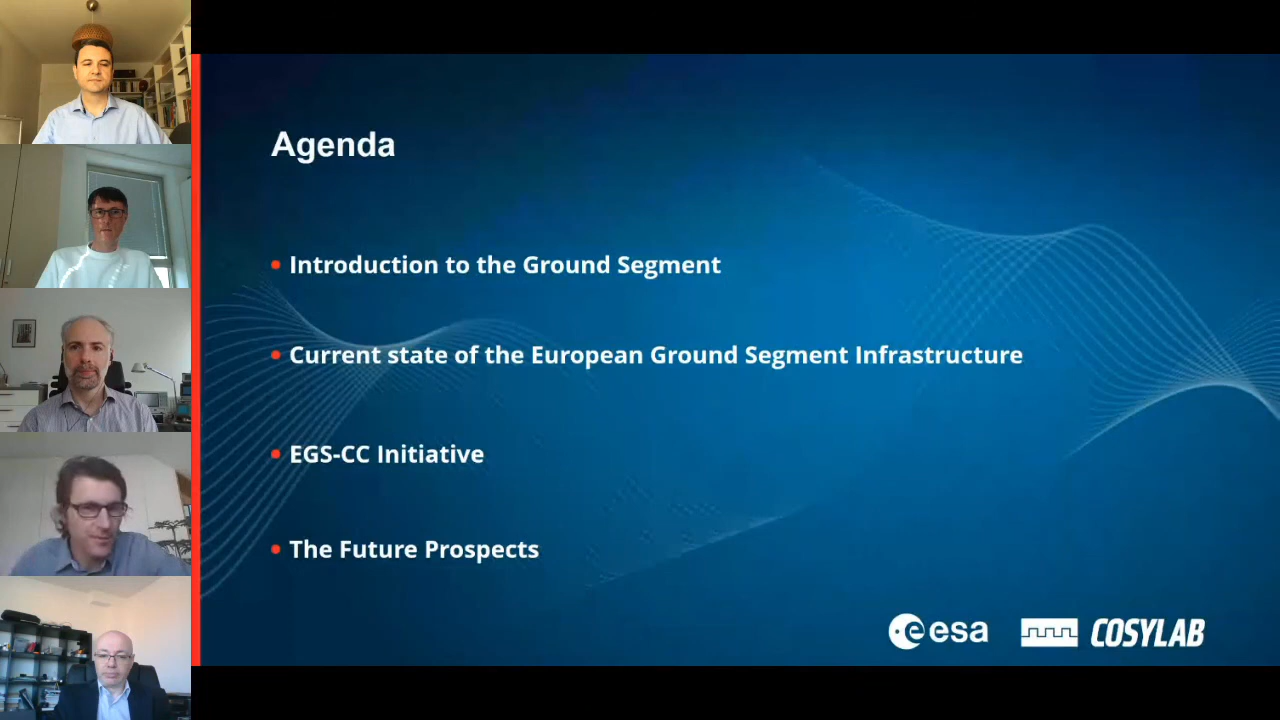 Agenda
Introduction to the Ground Segment
Current state of the European Ground Segment Infrastructure
EGS-CC Initiative
The Future Prospects
esa
COSYLAB